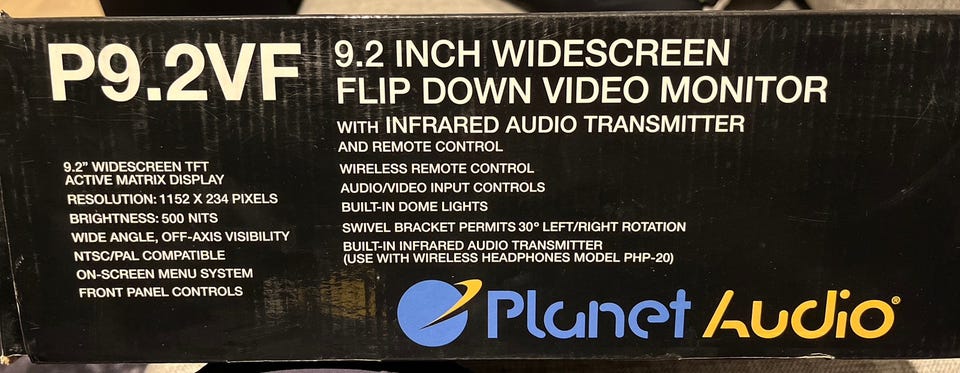 P9.2VF
9.2 INCH WIDESCREEN
FLIP DOWN VIDEO MONITOR
WITH INFRARED AUDIO TRANSMITTER
AND REMOTE CONTROL
9.2" WIDESCREEN TFT
ACTIVE MATRIX DISPLAY
RESOLUTION: 1152 X 234 PIXELS
BRIGHTNESS: 500 NITS
WIDE ANGLE, OFF-AXIS VISIBILITY
NTSC/PAL COMPATIBLE
ON-SCREEN MENU SYSTEM
FRONT PANEL CONTROLS
WIRELESS REMOTE CONTROL
AUDIO/VIDEO INPUT CONTROLS
BUILT-IN DOME LIGHTS
SWIVEL BRACKET PERMITS 30° LEFT/RIGHT ROTATION
BUILT-IN INFRARED AUDIO TRANSMITTER
(USE WITH WIRELESS HEADPHONES MODEL PHP-20)
Planet Audio®